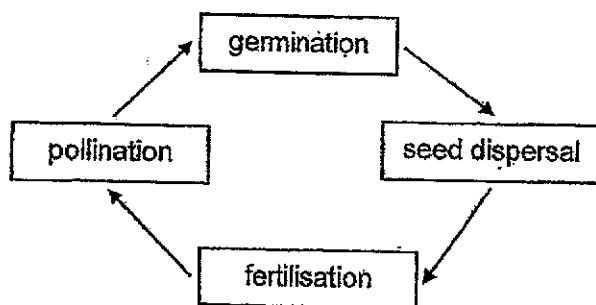 germination
pollination
seed dispersal
fertilisation